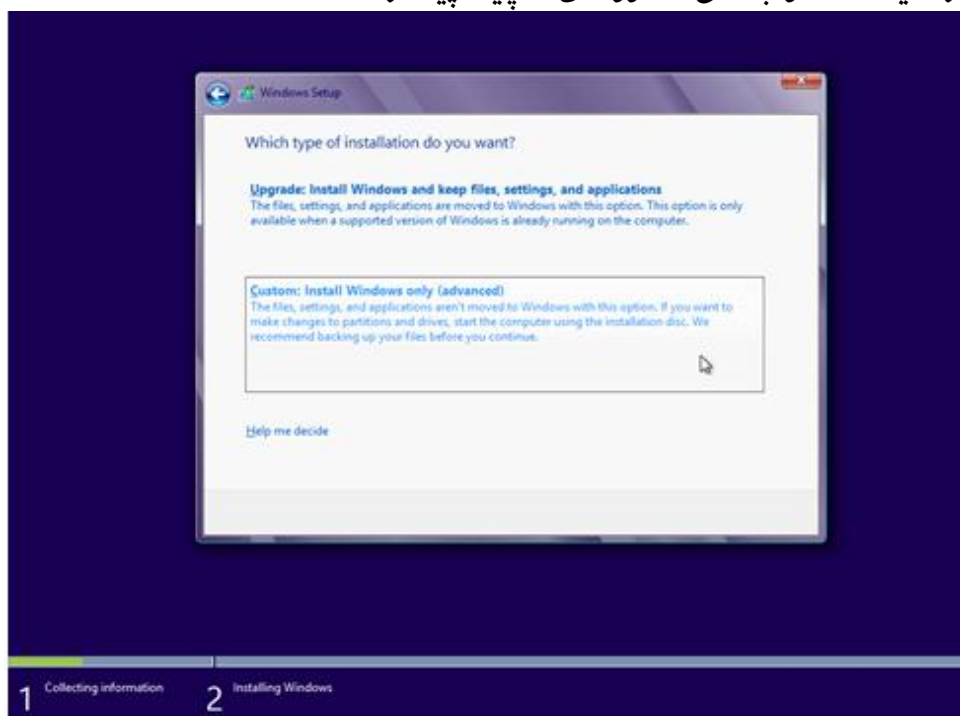 Windows Setup
Which type of installation do you want?
Upgrade: Install Windows and keep files, settings, and applications
The files, settings, and applications are moved to Windows with this option. This option is only
available when a supported version of Windows is already running on the computer.
Custom: Install Windows only (advanced)
The files, settings, and applications aren't moved to Windows with this option. If you want to
make changes to partitions and drives, start the computer using the installation disc. We
recommend backing up your files before you continue.
Help me decide
1 Collecting information
2 Installing Windows